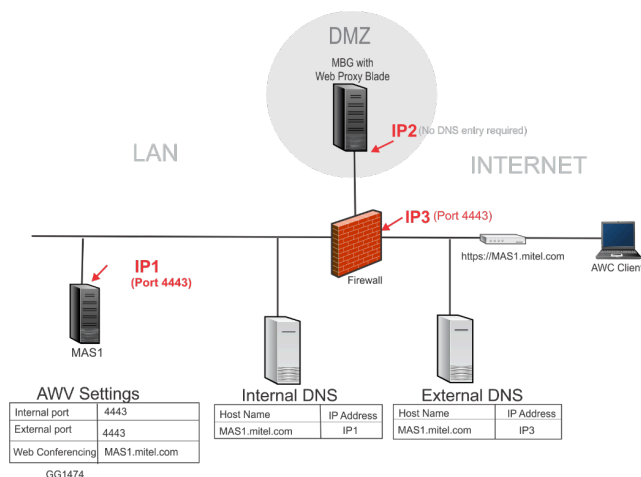 DMZ
MBG with
Web Proxy Blade
IP2 (No DNS entry required)
LAN
INTERNET
IP3 (Port 4443)
IP1
(Port 4443)
Firewall
https://MAS1.mitel.com
AWC Client
MAS1
AWV Settings
Internal port 4443
External port 4443
Web Conferencing MAS1.mitel.com
GG1474
Internal DNS
Host Name IP Address
MAS1.mitel.com IP1
External DNS
Host Name IP Address
MAS1.mitel.com IP3